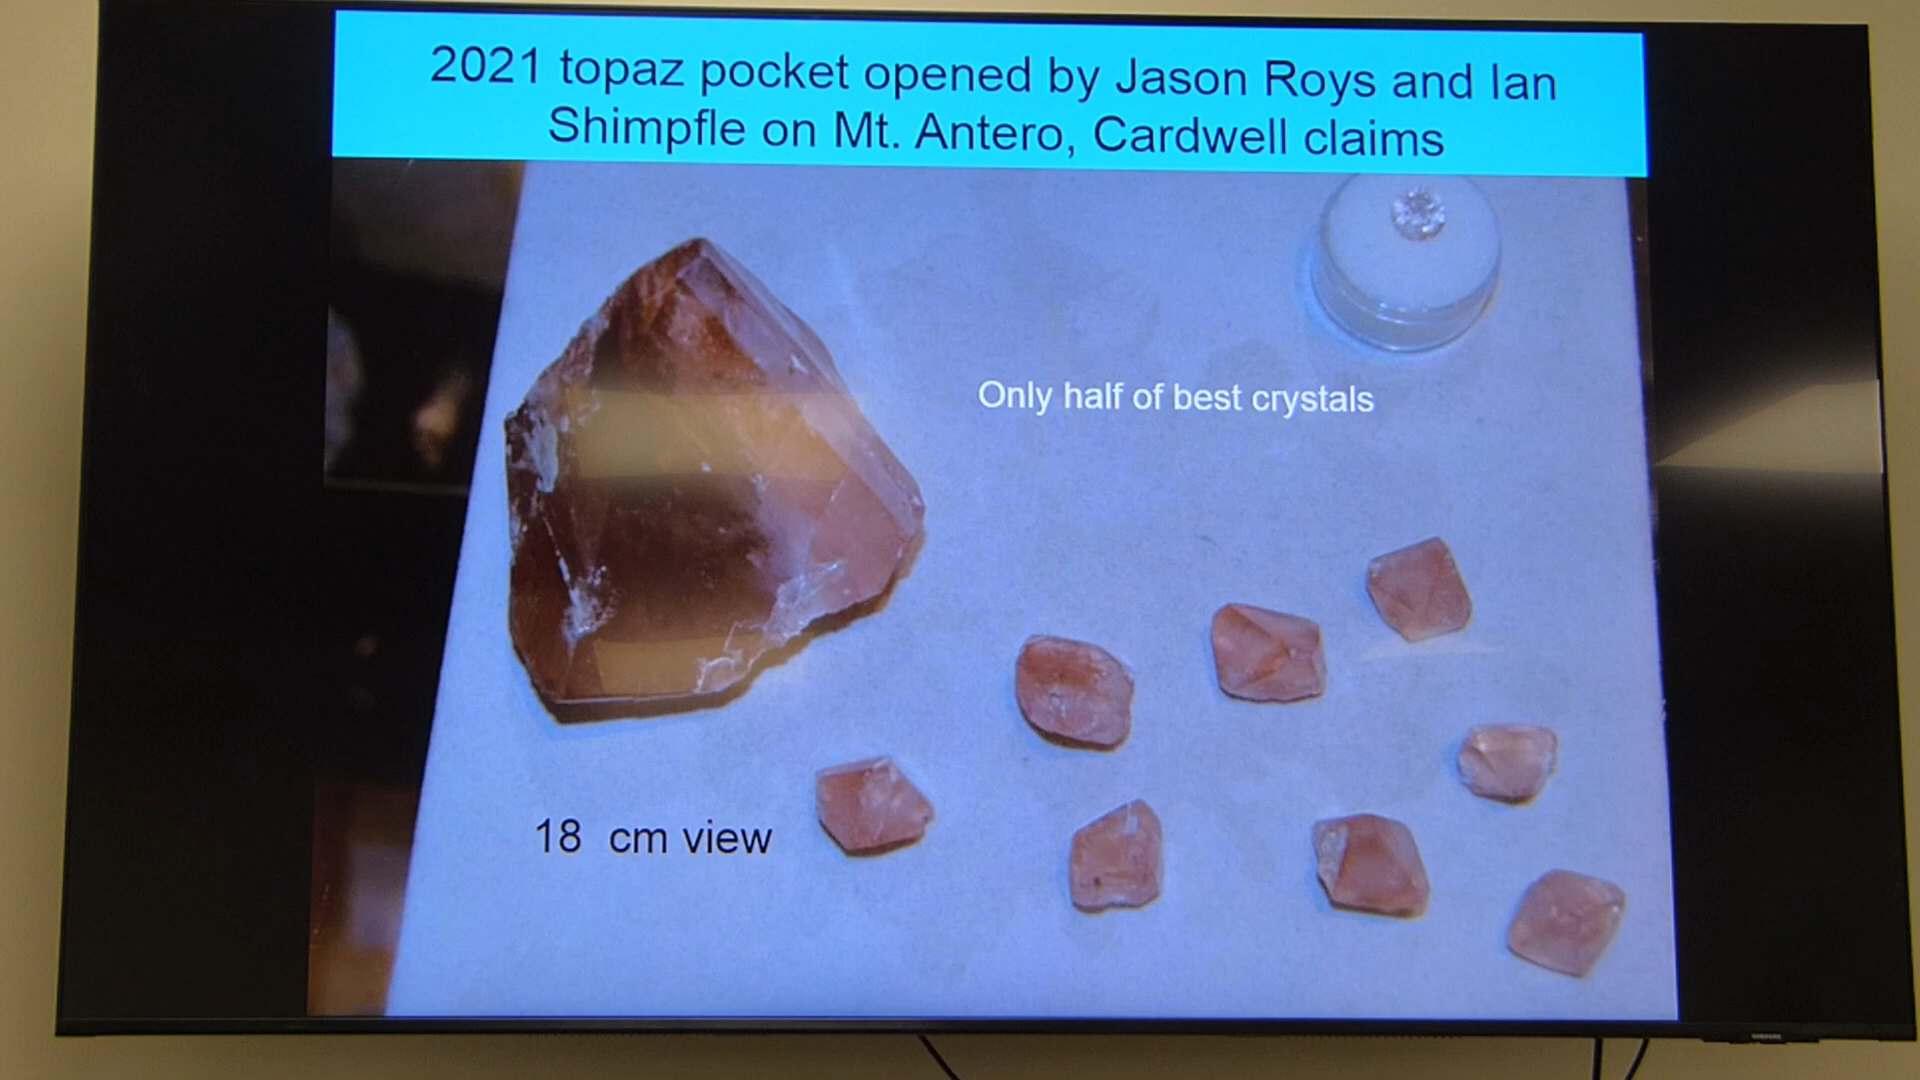 2021 topaz pocket opened by Jason Roys and Ian
Shimpfle on Mt. Antero, Cardwell claims
Only half of best crystals
18 cm view
SAMSUNG